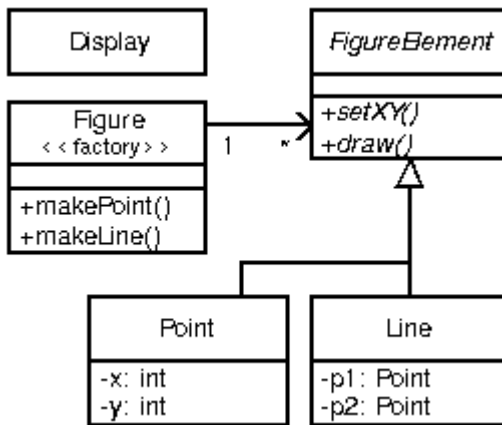 Display
FigureElement
+setXY()
+draw()
Figure
<<factory>>
1
*
+makePoint()
+makeLine()
Point
-x: int
-y: int
Line
-p1: Point
-p2: Point